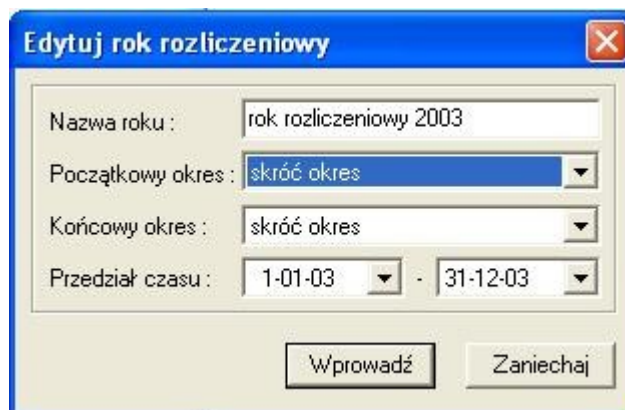 Edytuj rok rozliczeniowy
Nazwa roku : rok rozliczeniowy 2003
Początkowy okres : skróć okres
Końcowy okres : skróć okres
Przedział czasu : 1-01-03 - 31-12-03
Wprowadź Zaniechaj